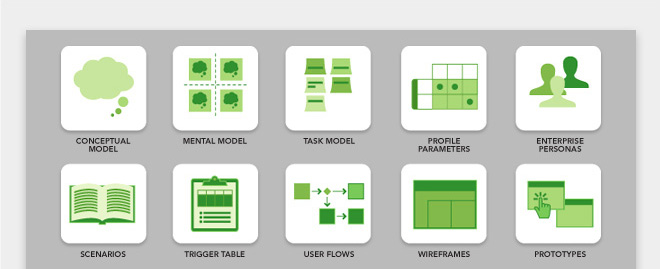 CONCEPTUAL
MODEL
MENTAL MODEL
TASK MODEL
PROFILE
PARAMETERS
ENTERPRISE
PERSONAS
SCENARIOS
TRIGGER TABLE
USER FLOWS
WIREFRAMES
PROTOTYPES